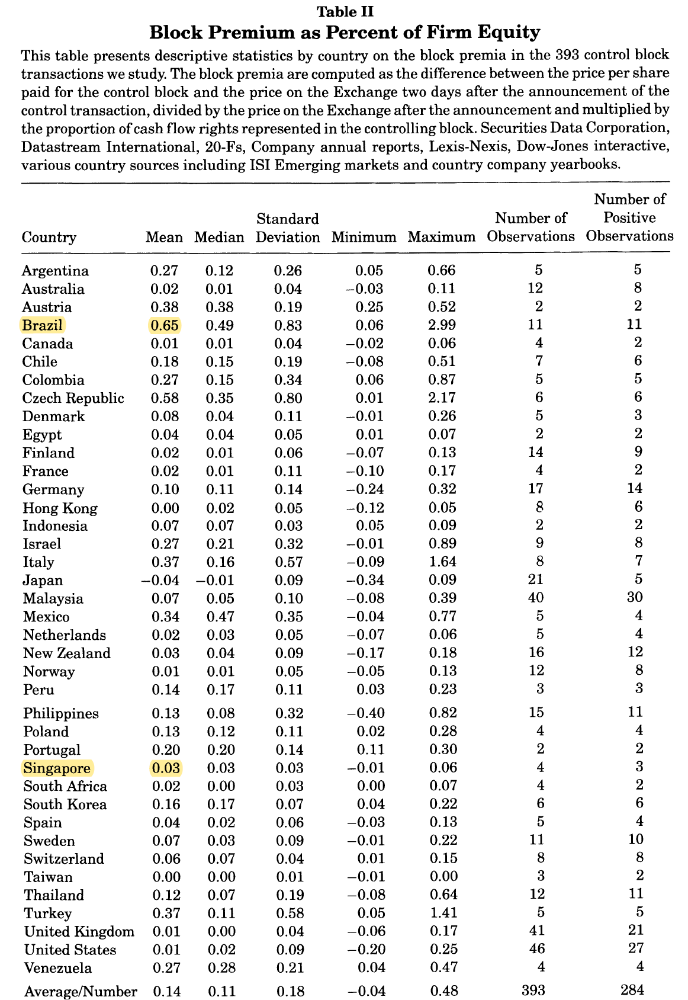 Table II
Block Premium as Percent of Firm Equity
This table presents descriptive statistics by country on the block premia in the 393 control block
transactions we study. The block premia are computed as the difference between the price per share
paid for the control block and the price on the Exchange two days after the announcement of the
control transaction, divided by the price on the Exchange after the announcement and multiplied by
the proportion of cash flow rights represented in the controlling block. Securities Data Corporation,
Datastream International, 20-Fs, Company annual reports, Lexis-Nexis, Dow-Jones interactive,
various country sources including ISI Emerging markets and country company yearbooks.
Number of
Standard Number of Positive
Country Mean Median Deviation Minimum Maximum Observations Observations
Argentina 0.27 0.12 0.26 0.05 0.66 5 5
Australia 0.02 0.01 0.04 −0.03 0.11 12 8
Austria 0.38 0.38 0.19 0.25 0.52 2 2
Brazil 0.65 0.49 0.83 0.06 2.99 11 11
Canada 0.01 0.01 0.04 −0.02 0.06 4 2
Chile 0.18 0.15 0.19 −0.08 0.51 7 6
Colombia 0.27 0.15 0.34 0.06 0.87 5 5
Czech Republic 0.58 0.35 0.80 0.01 2.17 6 6
Denmark 0.08 0.04 0.11 −0.01 0.26 5 3
Egypt 0.04 0.04 0.05 0.01 0.07 2 2
Finland 0.02 0.01 0.06 −0.07 0.13 14 9
France 0.02 0.01 0.11 −0.10 0.17 4 2
Germany 0.10 0.11 0.14 −0.24 0.32 17 14
Hong Kong 0.00 0.02 0.05 −0.12 0.05 8 6
Indonesia 0.07 0.07 0.03 0.05 0.09 2 2
Israel 0.27 0.21 0.32 −0.01 0.89 9 8
Italy 0.37 0.16 0.57 −0.09 1.64 8 7
Japan −0.04 −0.01 0.09 −0.34 0.09 21 5
Malaysia 0.07 0.05 0.10 −0.08 0.39 40 30
Mexico 0.34 0.47 0.35 −0.04 0.77 5 4
Netherlands 0.02 0.03 0.05 −0.07 0.06 5 4
New Zealand 0.03 0.04 0.09 −0.17 0.18 16 12
Norway 0.01 0.01 0.05 −0.05 0.13 12 8
Peru 0.14 0.17 0.11 0.03 0.23 3 3
Philippines 0.13 0.08 0.32 −0.40 0.82 15 11
Poland 0.13 0.12 0.11 0.02 0.28 4 4
Portugal 0.20 0.20 0.14 0.11 0.30 2 2
Singapore 0.03 0.03 0.03 −0.01 0.06 4 3
South Africa 0.02 0.00 0.03 0.00 0.07 4 2
South Korea 0.16 0.17 0.07 0.04 0.22 6 6
Spain 0.04 0.02 0.06 −0.03 0.13 5 4
Sweden 0.07 0.03 0.09 −0.01 0.22 11 10
Switzerland 0.06 0.07 0.04 0.01 0.15 8 8
Taiwan 0.00 0.00 0.01 −0.01 0.00 3 2
Thailand 0.12 0.07 0.19 −0.08 0.64 12 11
Turkey 0.37 0.11 0.58 0.05 1.41 5 5
United Kingdom 0.01 0.00 0.04 −0.06 0.17 41 21
United States 0.01 0.02 0.09 −0.20 0.25 46 27
Venezuela 0.27 0.28 0.21 0.04 0.47 4 4
Average/Number 0.14 0.11 0.18 −0.04 0.48 393 284